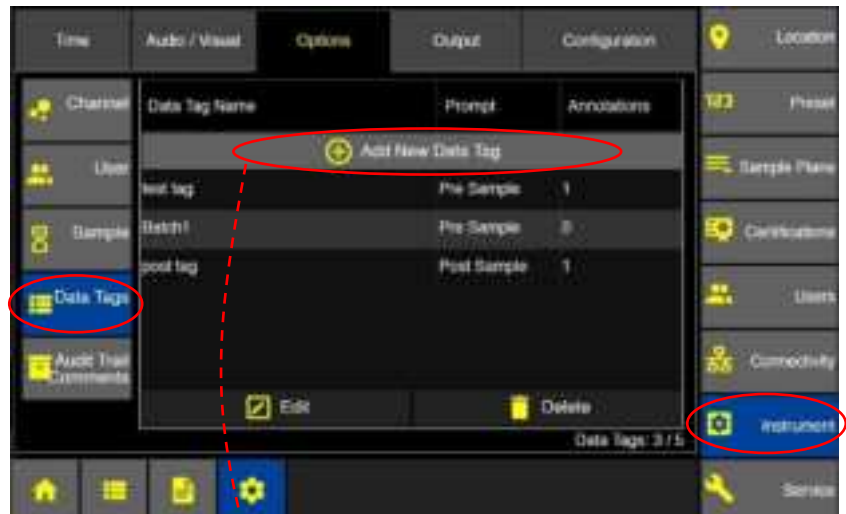 Time Audio / Visual Options Output Configuration Location
Channel Data Tag Name Prompt Annotations 123 Preset
Add New Data Tag
User
test tag Pre Sample 1
Sample Plans
Sample Batch1 Pre Sample 0
Certifications
post tag Post Sample 1
Data Tags
Users
Audit Trail
Comments
Connectivity
Edit Delete
Instrument
Data Tags: 3 / 5
Service